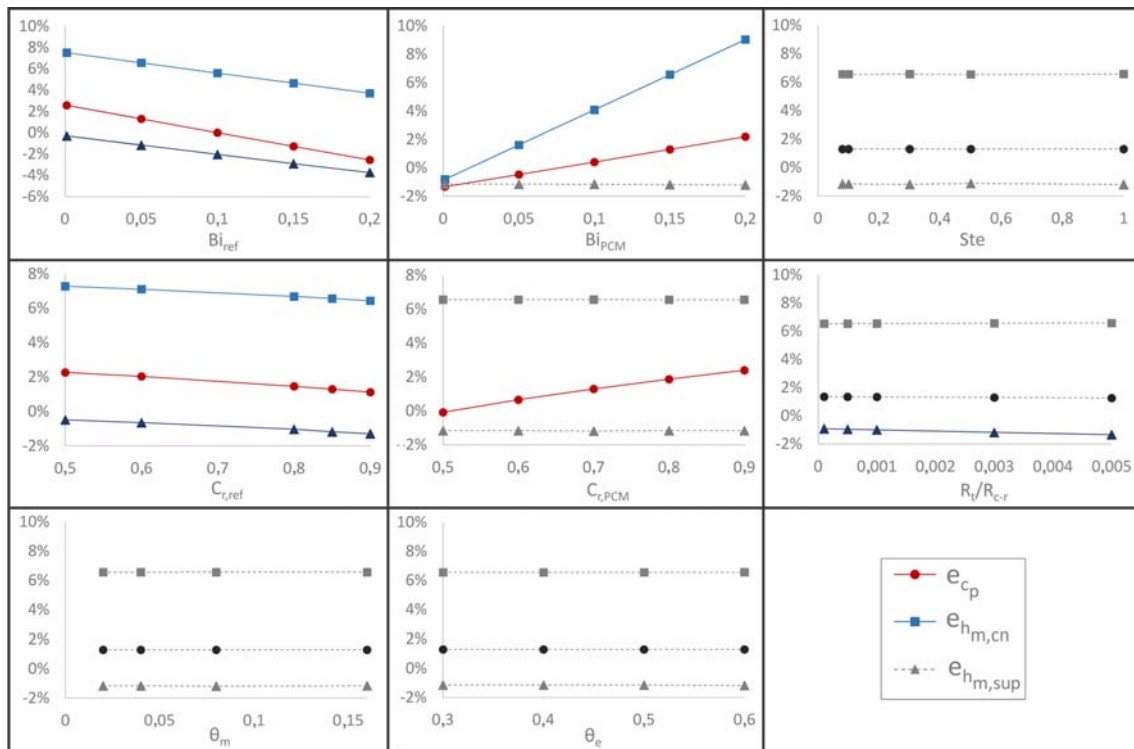 10%
8%
6%
4%
2%
0%
-2%
-4%
-6%
0 0,05 0,1 0,15 0,2
Bi_ref
10%
8%
6%
4%
2%
0%
-2%
0 0,05 0,1 0,15 0,2
Bi_PCM
10%
8%
6%
4%
2%
0%
-2%
0 0,2 0,4 0,6 0,8 1
Ste
8%
6%
4%
2%
0%
-2%
0,5 0,6 0,7 0,8 0,9
C_r,ref
8%
6%
4%
2%
0%
-2%
0,5 0,6 0,7 0,8 0,9
C_r,PCM
10%
8%
6%
4%
2%
0%
-2%
0 0,001 0,002 0,003 0,004 0,005
R_t/R_c-r
10%
8%
6%
4%
2%
0%
-2%
0 0,05 0,1 0,15
θ_m
10%
8%
6%
4%
2%
0%
-2%
0,3 0,4 0,5 0,6
θ_e
e_c_p
e_h_m,cn
e_h_m,sup